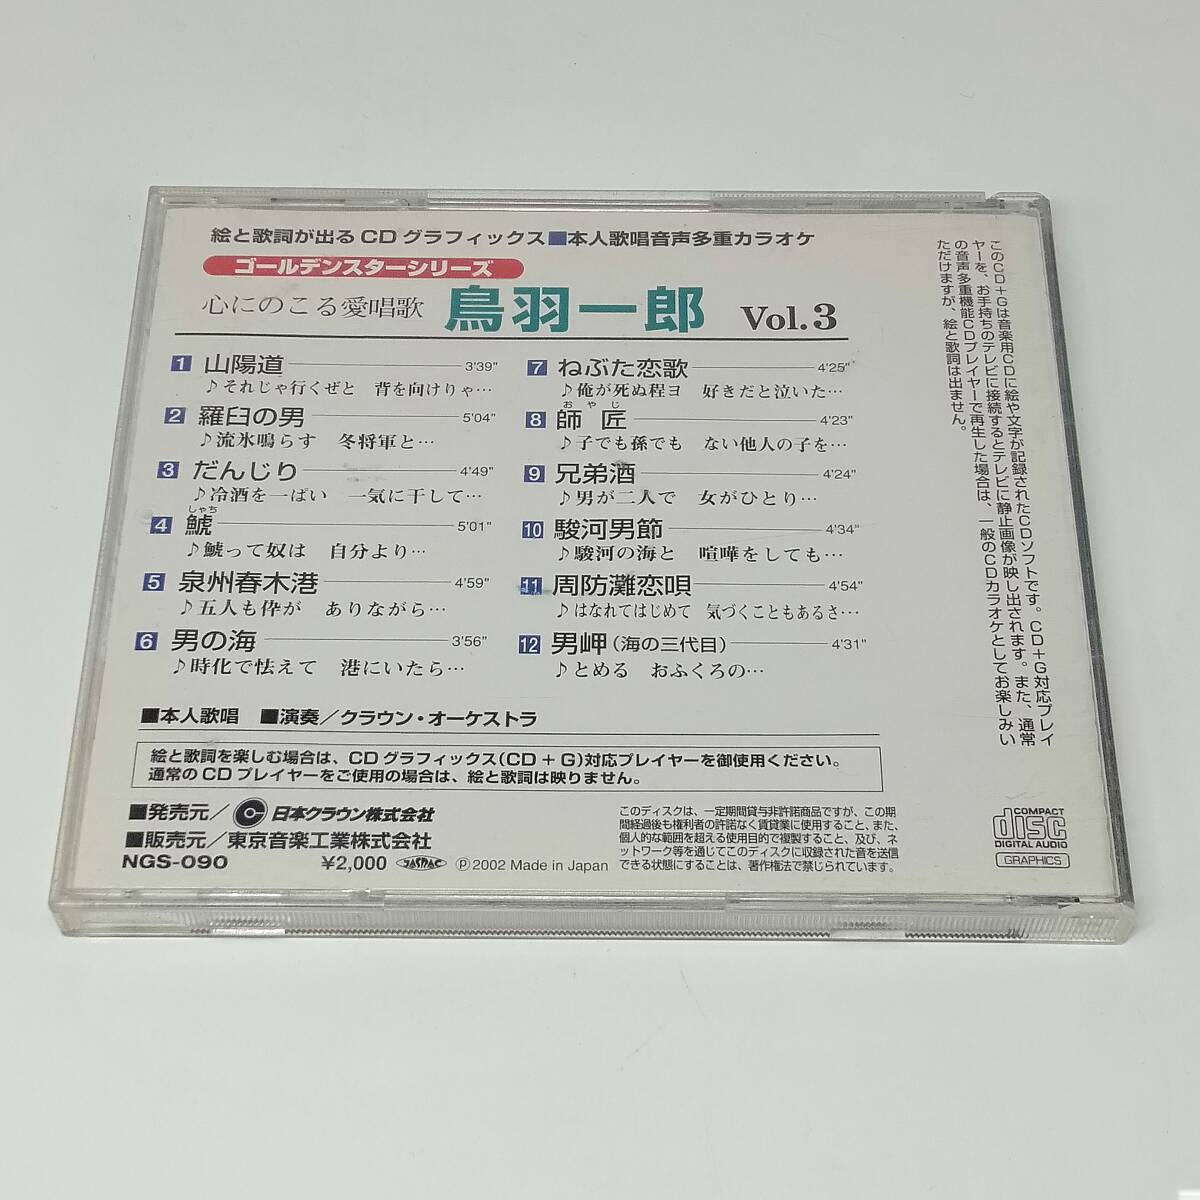 絵と歌詞が出るCDグラフィックス■本人歌唱音声多重カラオケ
ゴールデンスターシリーズ
心にのこる愛唱歌 鳥羽一郎 Vol.3
1 山陽道 3'39"
♪それじゃ行くぜと 背を向けりゃ…
2 羅臼の男 5'04"
♪流氷鳴らす 冬将軍と…
3 だんじり 4'49"
♪冷酒を一ぱい 一気に干して…
しゃち
4 鯱 5'01"
♪鯱って奴は 自分より…
5 泉州春木港 4'59"
♪五人も伜が ありながら…
6 男の海 3'56"
♪時化で怯えて 港にいたら…
7 ねぶた恋歌 4'25"
♪俺が死ぬ程ヨ 好きだと泣いた…
おやじ
8 師匠 4'23"
♪子でも孫でも ない他人の子を…
9 兄弟酒 4'24"
♪男が二人で 女がひとり…
10 駿河男節 4'34"
♪駿河の海と 喧嘩をしても…
11 周防灘恋唄 4'54"
♪はなれてはじめて 気づくこともあるさ…
12 男岬(海の三代目) 4'31"
♪とめる おふくろの…
■本人歌唱 ■演奏/クラウン・オーケストラ
絵と歌詞を楽しむ場合は、CDグラフィックス(CD+G)対応プレイヤーを御使用ください。
通常のCDプレイヤーをご使用の場合は、絵と歌詞は映りません。
■発売元/日本クラウン株式会社
■販売元/東京音楽工業株式会社
NGS-090 ¥2,000 JASRAC Ⓟ2002 Made in Japan
このディスクは、一定期間貸与非許諾商品ですが、この期
間経過後も権利者の許諾なく賃貸業に使用すること、また、
個人的な範囲を超える使用目的で複製すること、及び、ネ
ットワーク等を通じてこのディスクに収録された音を送信
できる状態にすることは、著作権法で禁じられています。
COMPACT
disc
DIGITAL AUDIO
GRAPHICS
このCD+Gは音楽用CDに絵や文字が記録されたCDソフトです。CD+G対応プレイ
ヤーを、お手持ちのテレビに接続するとテレビに静止画像が映し出されます。また、通常
の音声多重機能CDプレイヤーで再生した場合は、一般のCDカラオケとしてお楽しみい
ただけますが、絵と歌詞は出ません。